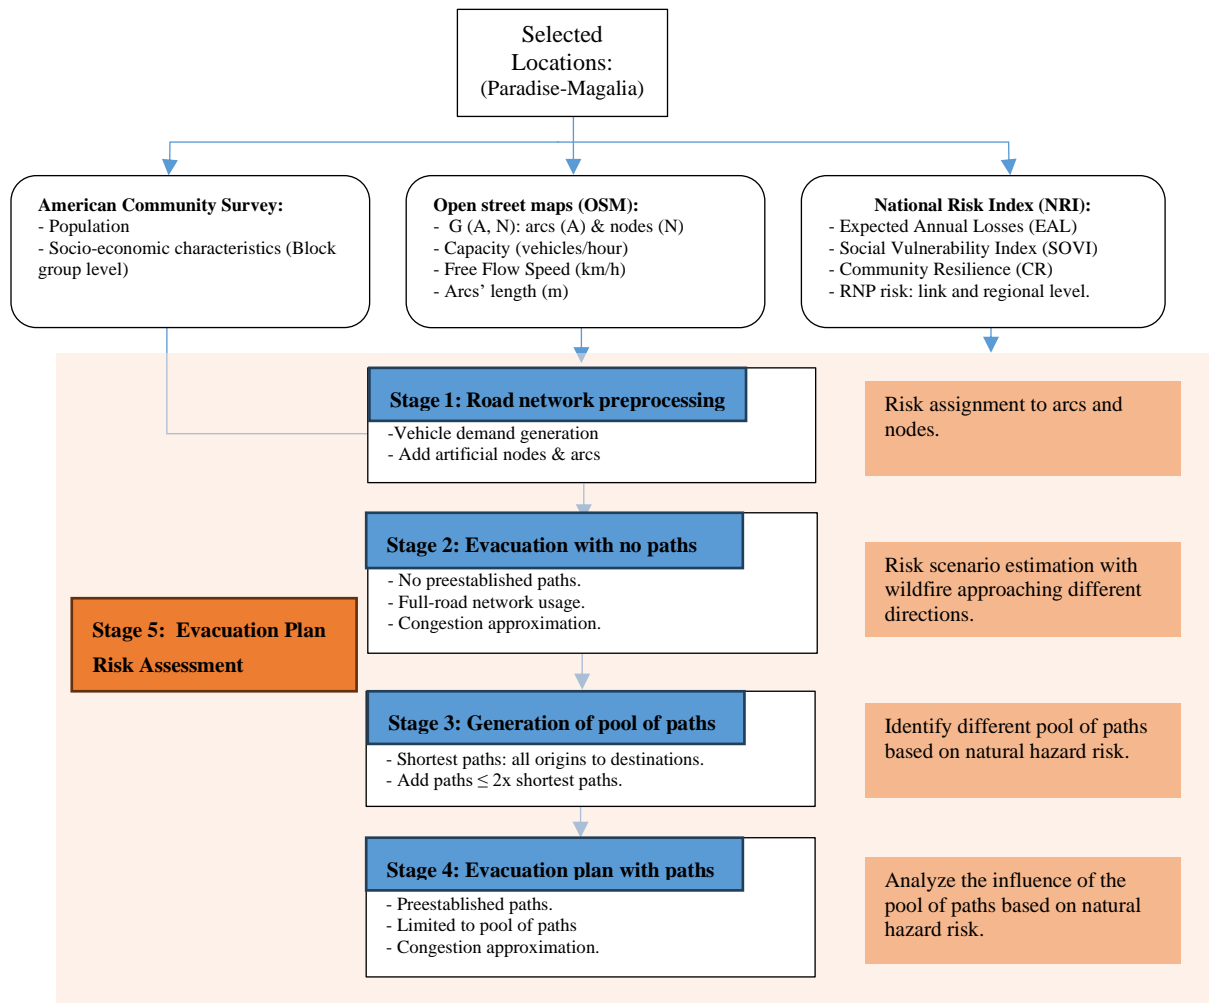 Selected
Locations:
(Paradise-Magalia)
American Community Survey:
- Population
- Socio-economic characteristics (Block
group level)
Open street maps (OSM):
- G (A, N): arcs (A) & nodes (N)
- Capacity (vehicles/hour)
- Free Flow Speed (km/h)
- Arcs' length (m)
National Risk Index (NRI):
- Expected Annual Losses (EAL)
- Social Vulnerability Index (SOVI)
- Community Resilience (CR)
- RNP risk: link and regional level.
Stage 1: Road network preprocessing
-Vehicle demand generation
- Add artificial nodes & arcs
Risk assignment to arcs and
nodes.
Stage 2: Evacuation with no paths
- No preestablished paths.
- Full-road network usage.
- Congestion approximation.
Risk scenario estimation with
wildfire approaching different
directions.
Stage 5: Evacuation Plan
Risk Assessment
Stage 3: Generation of pool of paths
- Shortest paths: all origins to destinations.
- Add paths ≤ 2x shortest paths.
Identify different pool of paths
based on natural hazard risk.
Stage 4: Evacuation plan with paths
- Preestablished paths.
- Limited to pool of paths
- Congestion approximation.
Analyze the influence of the
pool of paths based on natural
hazard risk.